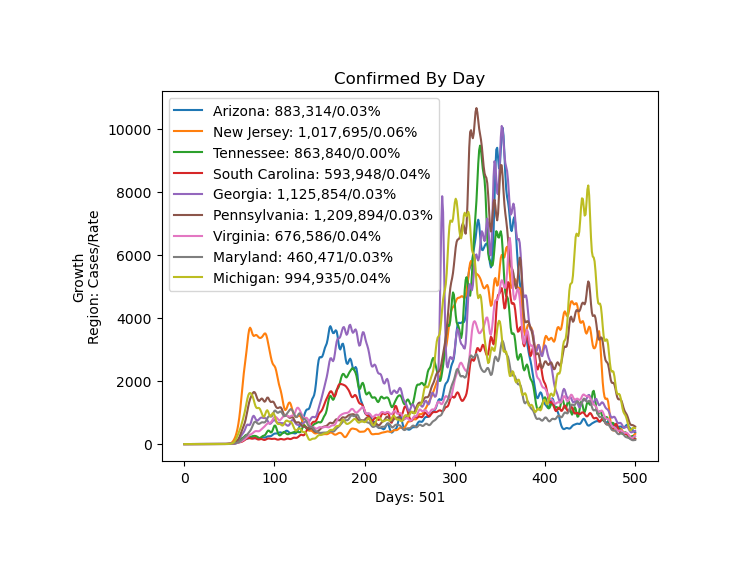 Confirmed By Day
Growth
Region: Cases/Rate
10000
8000
6000
4000
2000
0
Arizona: 883,314/0.03%
New Jersey: 1,017,695/0.06%
Tennessee: 863,840/0.00%
South Carolina: 593,948/0.04%
Georgia: 1,125,854/0.03%
Pennsylvania: 1,209,894/0.03%
Virginia: 676,586/0.04%
Maryland: 460,471/0.03%
Michigan: 994,935/0.04%
0 100 200 300 400 500
Days: 501